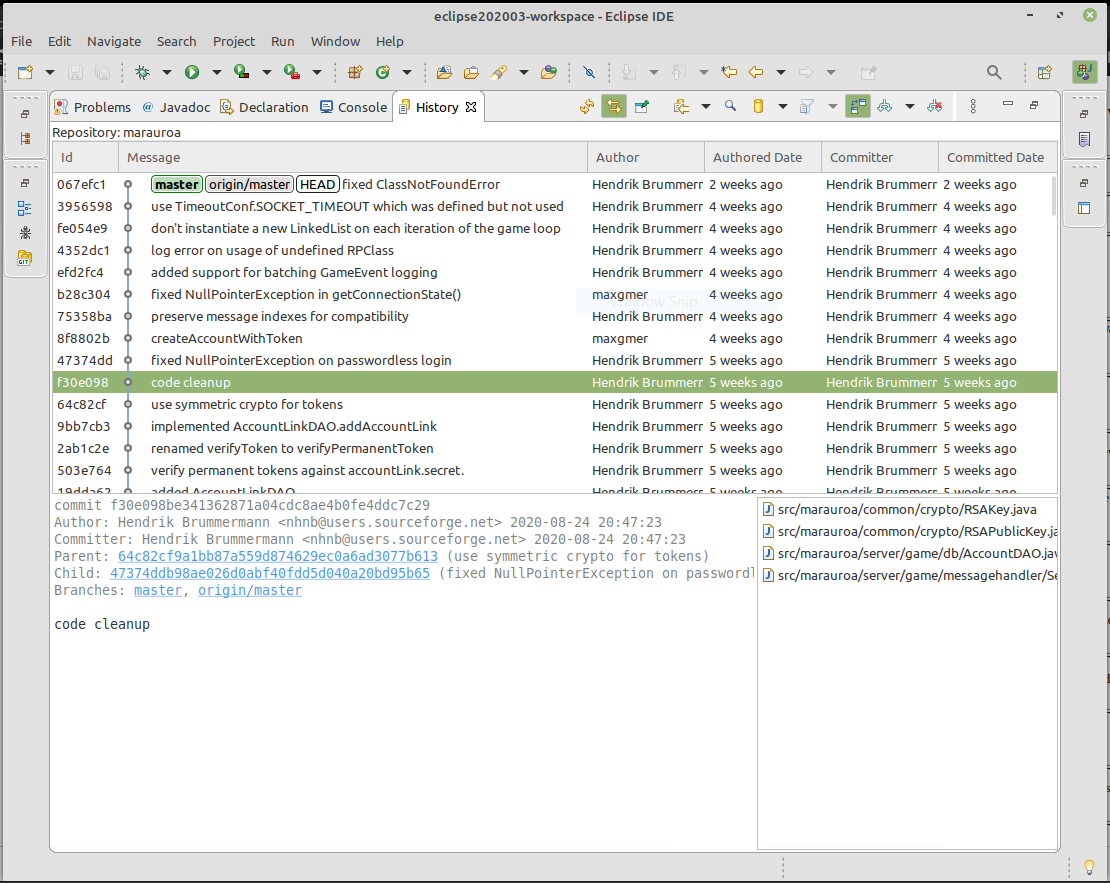 eclipse202003-workspace - Eclipse IDE
File Edit Navigate Search Project Run Window Help
Problems @ Javadoc Declaration Console History
Repository: marauroa
Id Message Author Authored Date Committer Committed Date
067efc1 master origin/master HEAD fixed ClassNotFoundError Hendrik Brummerr 2 weeks ago Hendrik Brummerr 2 weeks ago
3956598 use TimeoutConf.SOCKET_TIMEOUT which was defined but not used Hendrik Brummerr 4 weeks ago Hendrik Brummerr 4 weeks ago
fe054e9 don't instantiate a new LinkedList on each iteration of the game loop Hendrik Brummerr 4 weeks ago Hendrik Brummerr 4 weeks ago
4352dc1 log error on usage of undefined RPClass Hendrik Brummerr 4 weeks ago Hendrik Brummerr 4 weeks ago
efd2fc4 added support for batching GameEvent logging Hendrik Brummerr 4 weeks ago Hendrik Brummerr 4 weeks ago
b28c304 fixed NullPointerException in getConnectionState() maxgmer 4 weeks ago Hendrik Brummerr 4 weeks ago
Window Snip
75358ba preserve message indexes for compatibility Hendrik Brummerr 4 weeks ago Hendrik Brummerr 4 weeks ago
8f8802b createAccountWithToken maxgmer 4 weeks ago Hendrik Brummerr 4 weeks ago
47374dd fixed NullPointerException on passwordless login Hendrik Brummerr 5 weeks ago Hendrik Brummerr 5 weeks ago
f30e098 code cleanup Hendrik Brummerr 5 weeks ago Hendrik Brummerr 5 weeks ago
64c82cf use symmetric crypto for tokens Hendrik Brummerr 5 weeks ago Hendrik Brummerr 5 weeks ago
9bb7cb3 implemented AccountLinkDAO.addAccountLink Hendrik Brummerr 5 weeks ago Hendrik Brummerr 5 weeks ago
2ab1c2e renamed verifyToken to verifyPermanentToken Hendrik Brummerr 5 weeks ago Hendrik Brummerr 5 weeks ago
503e764 verify permanent tokens against accountLink.secret. Hendrik Brummerr 5 weeks ago Hendrik Brummerr 5 weeks ago
19dda62 added AccountLinkDAO
commit f30e098be341362871a04cdc8ae4b0fe4ddc7c29
Author: Hendrik Brummermann <nhnb@users.sourceforge.net> 2020-08-24 20:47:23
Committer: Hendrik Brummermann <nhnb@users.sourceforge.net> 2020-08-24 20:47:23
Parent: 64c82cf9a1bb87a559d874629ec0a6ad3077b613 (use symmetric crypto for tokens)
Child: 47374ddb98ae026d0abf40fdd5d040a20bd95b65 (fixed NullPointerException on passwordl
Branches: master, origin/master
code cleanup
src/marauroa/common/crypto/RSAKey.java
src/marauroa/common/crypto/RSAPublicKey.ja
src/marauroa/server/game/db/AccountDAO.jav
src/marauroa/server/game/messagehandler/Se
GIT